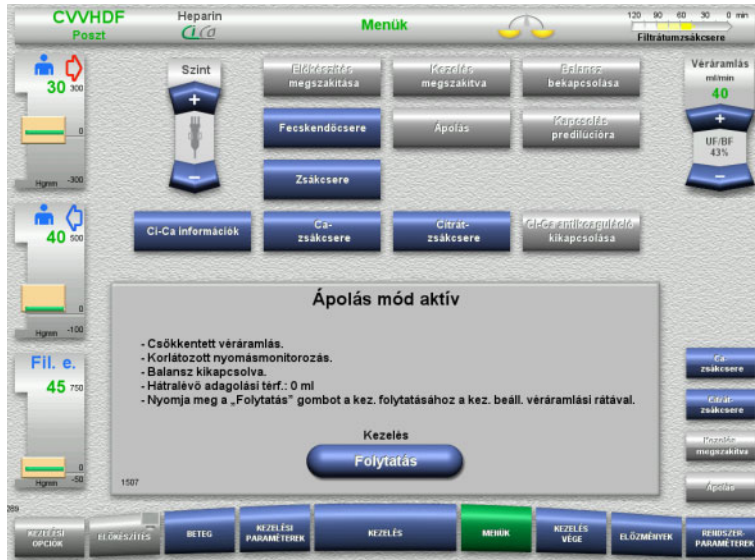 CVVHDF
Poszt
Heparin
Ci Ca
Menük
120 90 60 30 0 min
Filtrátumzsákcsere
30 300
0
Hgmm -300
Szint
+
−
Előkészítés megszakítása
Kezelés megszakítva
Balansz bekapcsolása
Fecskendőcsere
Ápolás
Kapcsolás predilúcióra
Zsákcsere
Véráramlás
ml/min
40
+
UF/BF
43%
−
40 500
0
Hgmm -100
Ci-Ca információk
Ca-zsákcsere
Citrát-zsákcsere
Ci-Ca antikoaguláció kikapcsolása
Fil. e.
45 750
0
Hgmm -50
Ápolás mód aktív
- Csökkentett véráramlás.
- Korlátozott nyomásmonitorozás.
- Balansz kikapcsolva.
- Hátralévő adagolási térf.: 0 ml
- Nyomja meg a „Folytatás” gombot a kez. folytatásához a kez. beáll. véráramlási rátával.
Kezelés
Folytatás
1507
Ca-zsákcsere
Citrát-zsákcsere
Kezelés megszakítva
Ápolás
KEZELÉSI OPCIÓK
ELŐKÉSZÍTÉS
BETEG
KEZELÉSI PARAMÉTEREK
KEZELÉS
MENÜK
KEZELÉS VÉGE
ELŐZMÉNYEK
RENDSZER PARAMÉTEREK